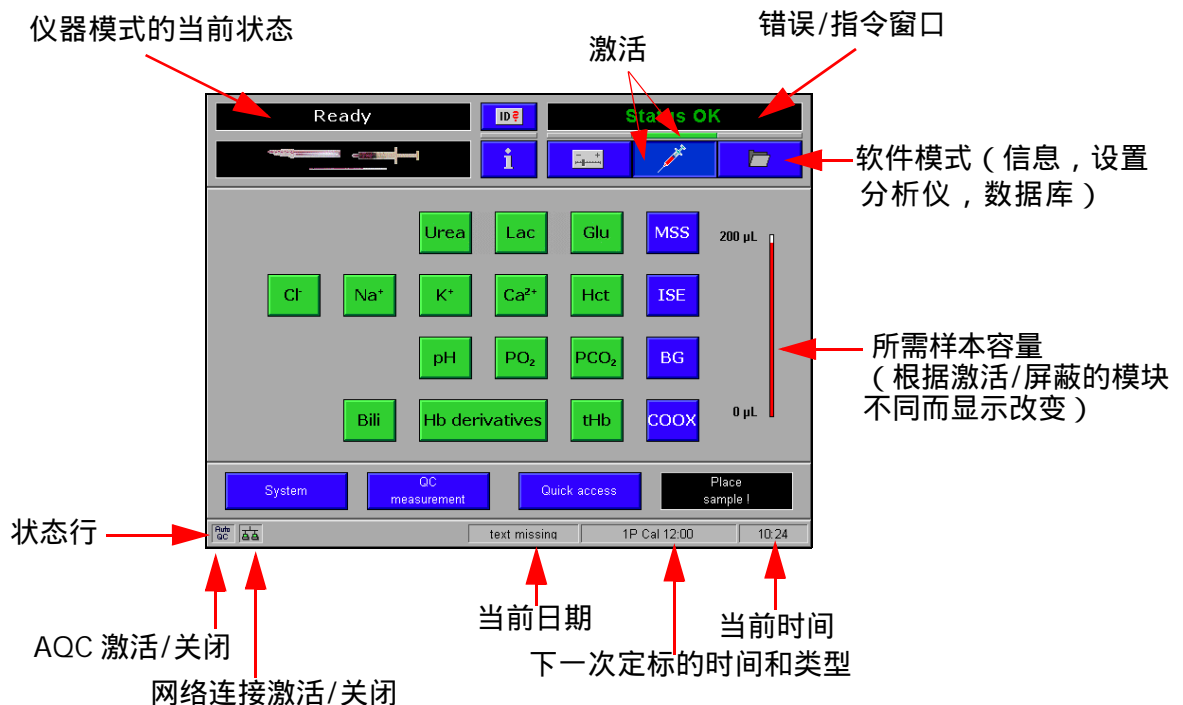 仪器模式的当前状态
激活
错误/指令窗口
Ready
ID?
Status OK
i
- +
软件模式（信息，设置
分析仪，数据库）
Urea Lac Glu MSS
200 µL
Cl⁻ Na⁺ K⁺ Ca²⁺ Hct ISE
pH PO₂ PCO₂ BG
所需样本容量
（根据激活/屏蔽的模块
不同而显示改变）
Bili Hb derivatives tHb COOX
0 µL
System
QC
measurement
Quick access
Place
sample !
状态行
Auto
QC
text missing
1P Cal 12:00
10:24
当前日期
当前时间
AQC 激活/关闭
下一次定标的时间和类型
网络连接激活/关闭